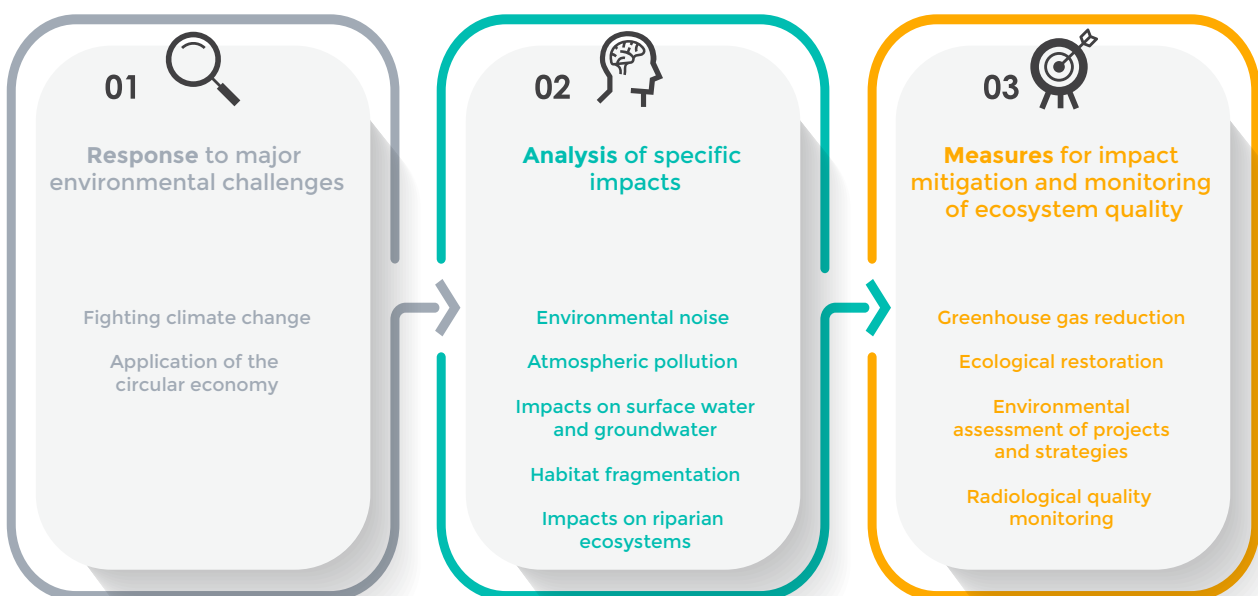 01
Response to major
environmental challenges
Fighting climate change
Application of the
circular economy
02
Analysis of specific
impacts
Environmental noise
Atmospheric pollution
Impacts on surface water
and groundwater
Habitat fragmentation
Impacts on riparian
ecosystems
03
Measures for impact
mitigation and monitoring
of ecosystem quality
Greenhouse gas reduction
Ecological restoration
Environmental
assessment of projects
and strategies
Radiological quality
monitoring